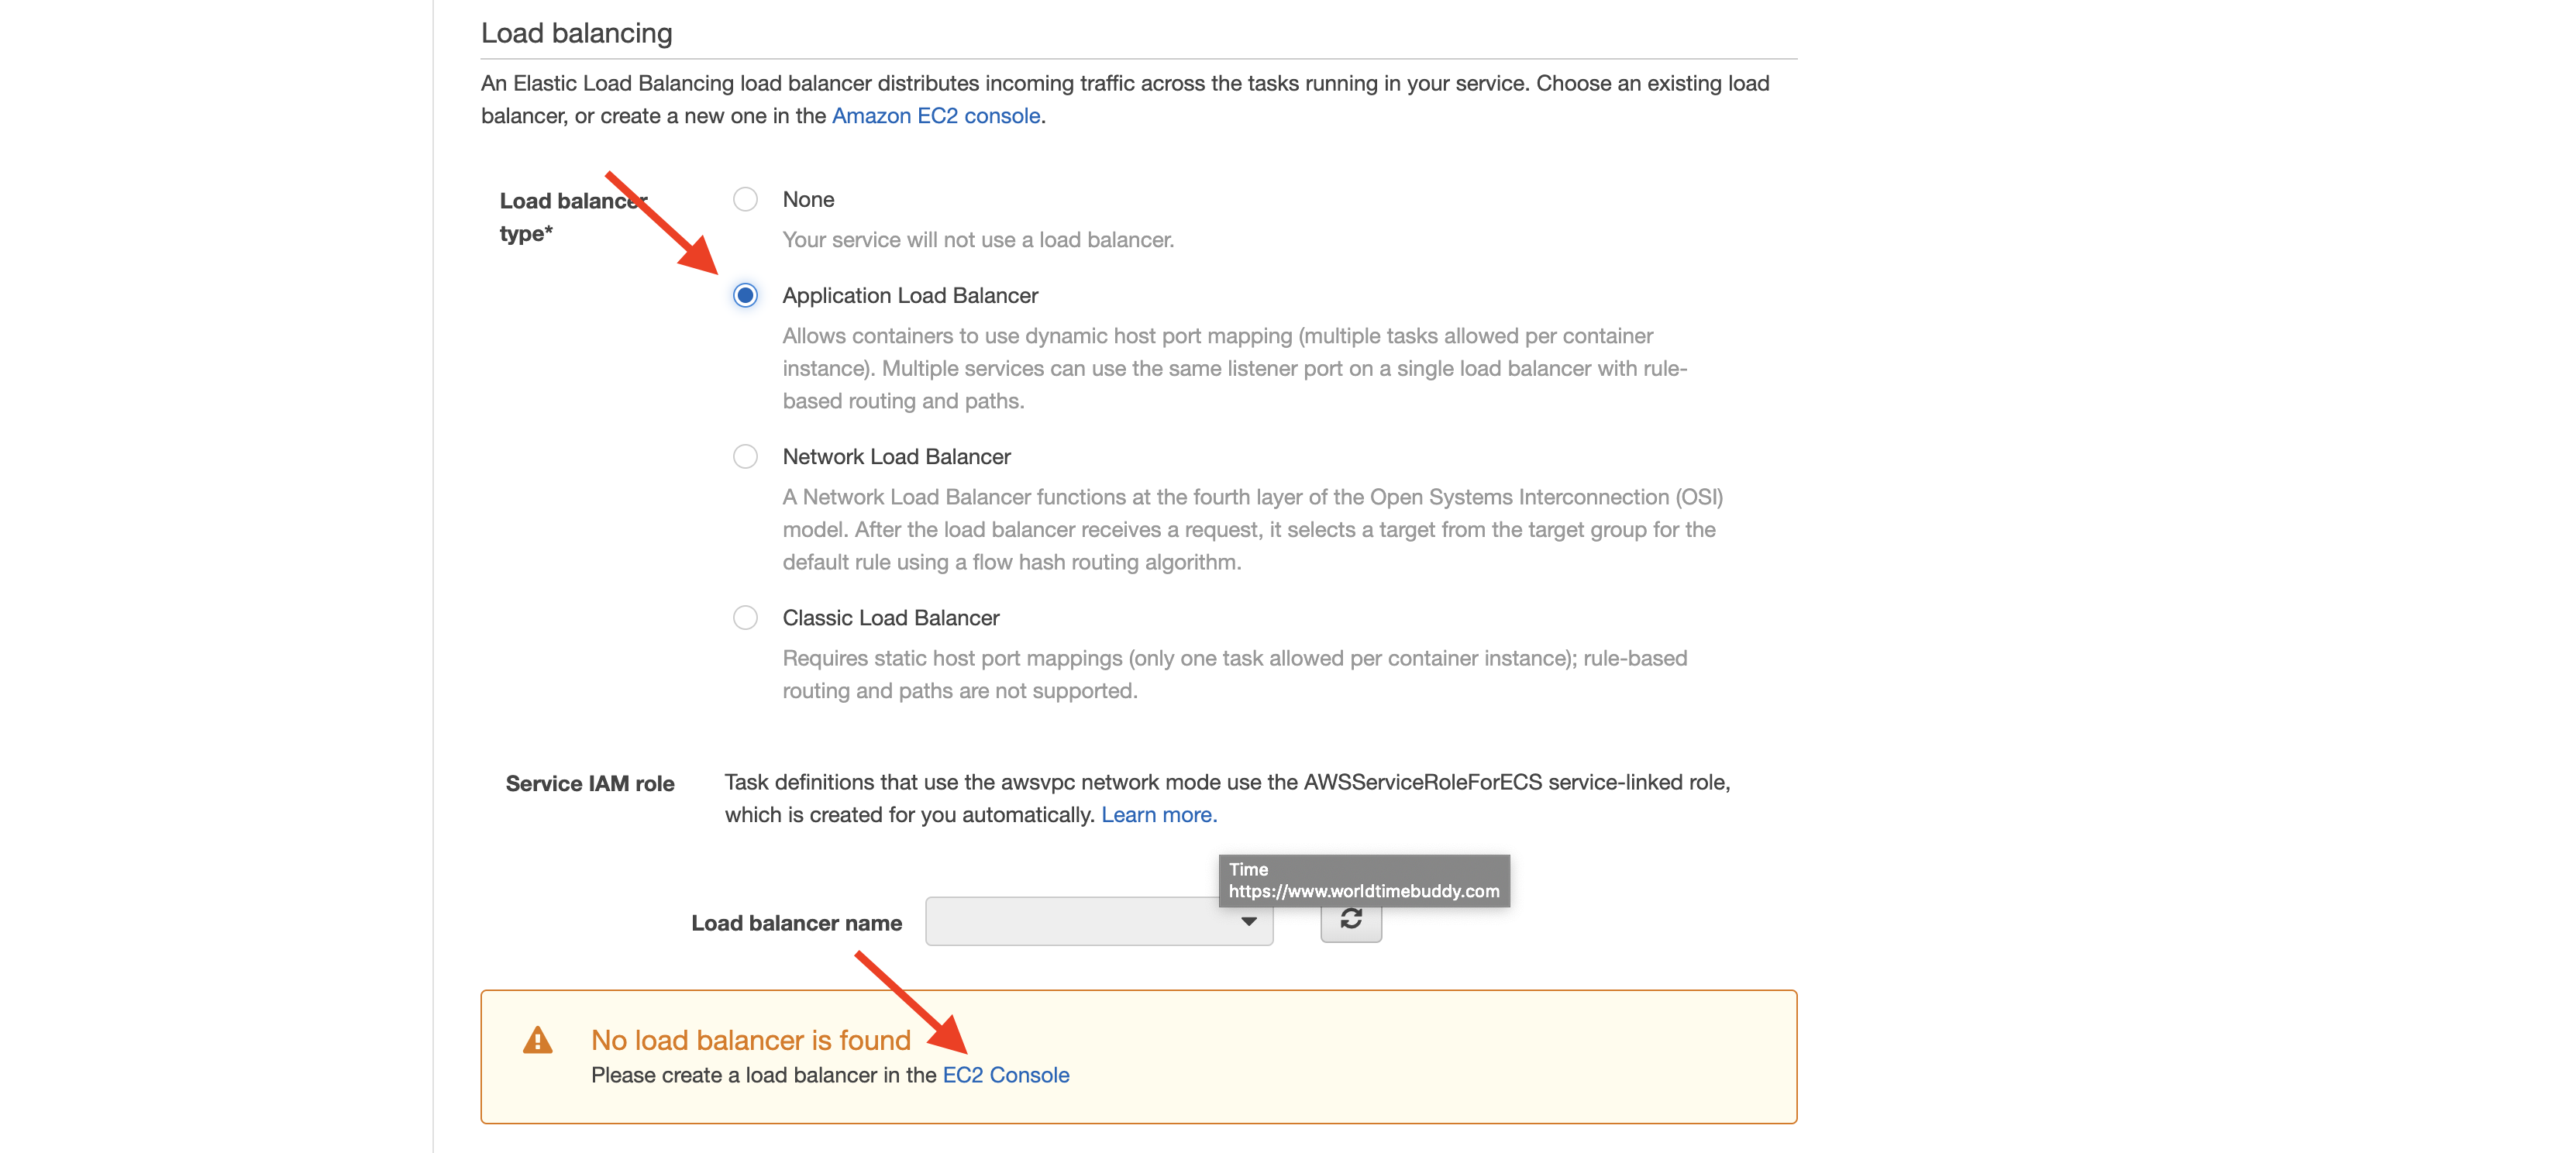 Load balancing
An Elastic Load Balancing load balancer distributes incoming traffic across the tasks running in your service. Choose an existing load
balancer, or create a new one in the Amazon EC2 console.
Load balancer
type*
None
Your service will not use a load balancer.
Application Load Balancer
Allows containers to use dynamic host port mapping (multiple tasks allowed per container
instance). Multiple services can use the same listener port on a single load balancer with rule-
based routing and paths.
Network Load Balancer
A Network Load Balancer functions at the fourth layer of the Open Systems Interconnection (OSI)
model. After the load balancer receives a request, it selects a target from the target group for the
default rule using a flow hash routing algorithm.
Classic Load Balancer
Requires static host port mappings (only one task allowed per container instance); rule-based
routing and paths are not supported.
Service IAM role
Task definitions that use the awsvpc network mode use the AWSServiceRoleForECS service-linked role,
which is created for you automatically. Learn more.
Time
https://www.worldtimebuddy.com
Load balancer name
No load balancer is found
Please create a load balancer in the EC2 Console